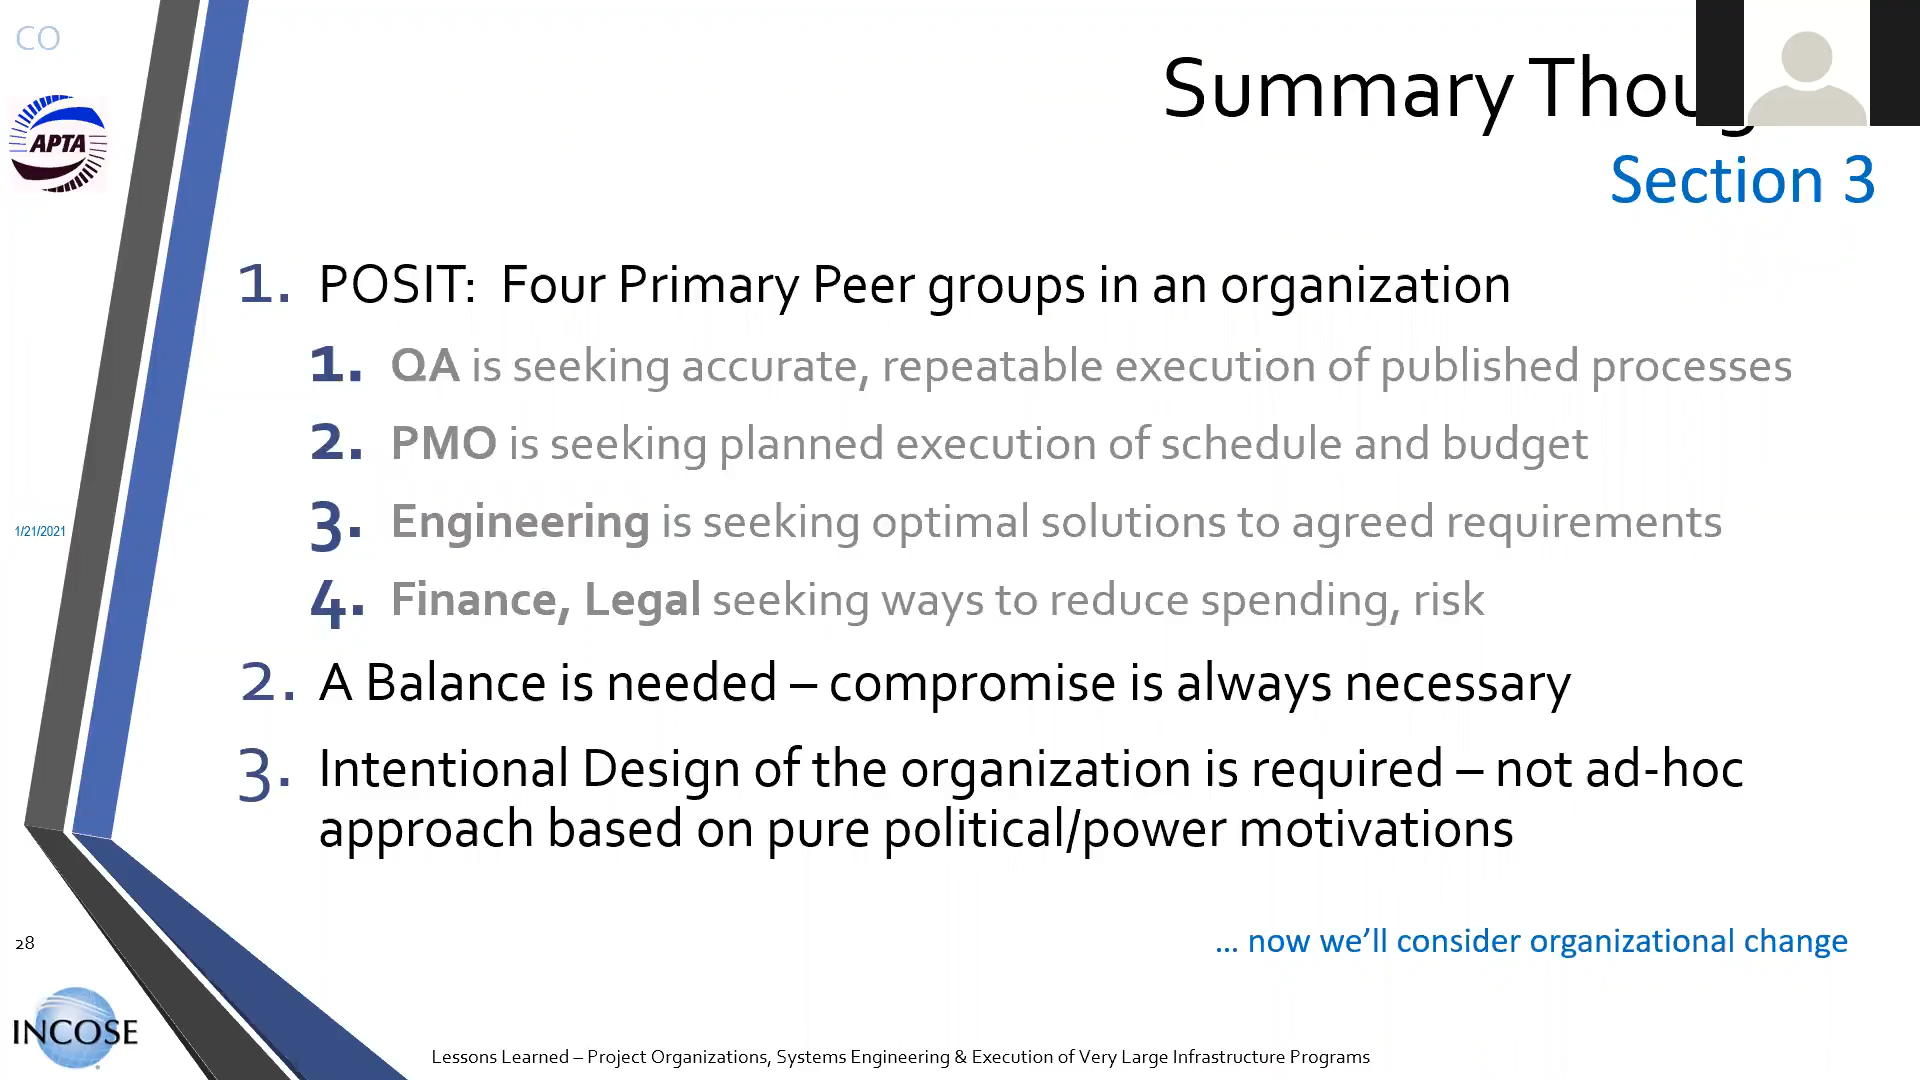 CO
APTA
Summary
Section 3
1. POSIT: Four Primary Peer groups in an organization
1. QA is seeking accurate, repeatable execution of published processes
2. PMO is seeking planned execution of schedule and budget
3. Engineering is seeking optimal solutions to agreed requirements
4. Finance, Legal seeking ways to reduce spending, risk
2. A Balance is needed – compromise is always necessary
3. Intentional Design of the organization is required – not ad-hoc
approach based on pure political/power motivations
1/21/2021
28
... now we’ll consider organizational change
INCOSE
Lessons Learned – Project Organizations, Systems Engineering & Execution of Very Large Infrastructure Programs